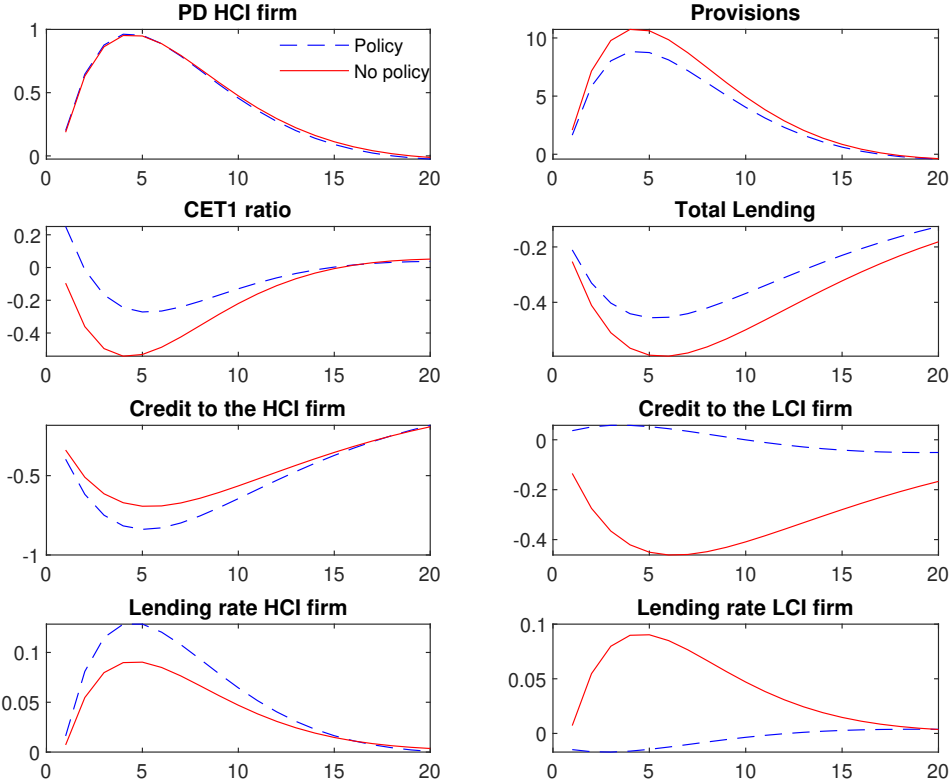 PD HCI firm
1
0.5
0
0 5 10 15 20
Policy
No policy
Provisions
10
5
0
0 5 10 15 20
CET1 ratio
0.2
0
-0.2
-0.4
0 5 10 15 20
Total Lending
-0.2
-0.4
0 5 10 15 20
Credit to the HCI firm
-0.5
-1
0 5 10 15 20
Credit to the LCI firm
0
-0.2
-0.4
0 5 10 15 20
Lending rate HCI firm
0.1
0.05
0
0 5 10 15 20
Lending rate LCI firm
0.1
0.05
0
0 5 10 15 20